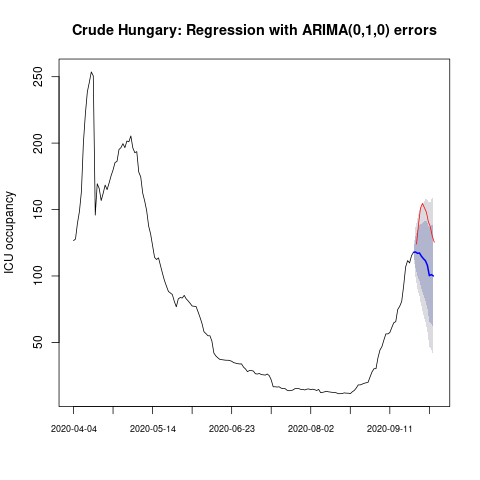 Crude Hungary: Regression with ARIMA(0,1,0) errors
ICU occupancy
250
200
150
100
50
2020-04-04 2020-05-14 2020-06-23 2020-08-02 2020-09-11